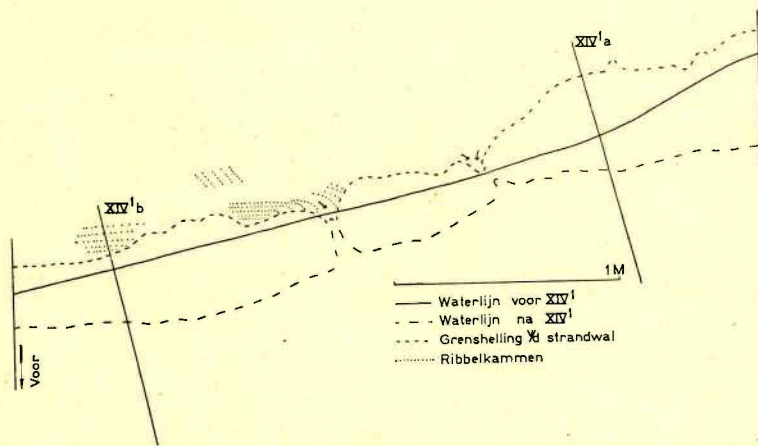 XIV¹a
XIV¹b
1M
Waterlijn voor XIV¹
Waterlijn na XIV¹
Grenshelling v/d strandwal
Ribbelkammen
Voor